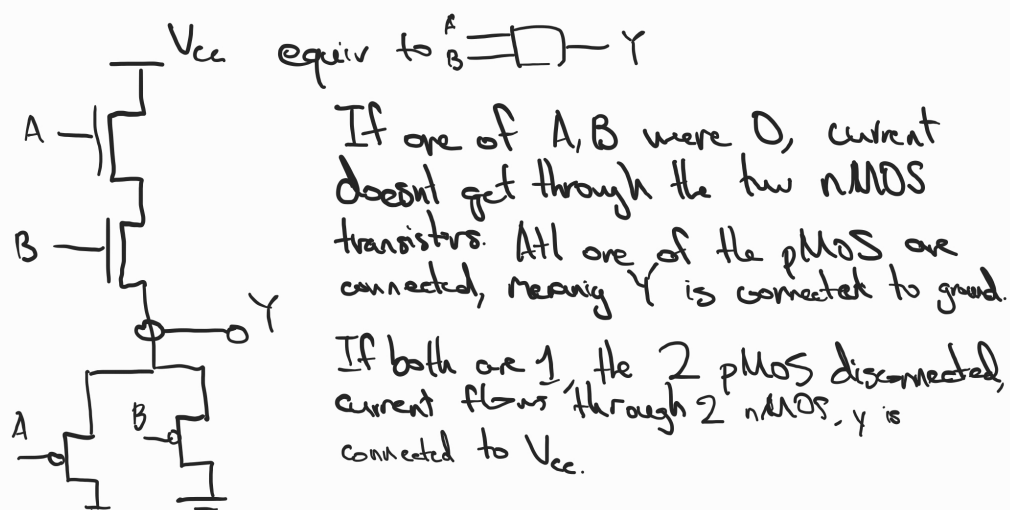 Vcc equiv to A B Y
A
If one of A, B were 0, current
doesnt get through the two nMOS
B
transistors. Atl one of the pMOS are
connected, meaning Y is connected to ground.
Y
If both are 1, the 2 pMOS disconnected,
current flows through 2 nMOS. Y is
A B
connected to Vcc.